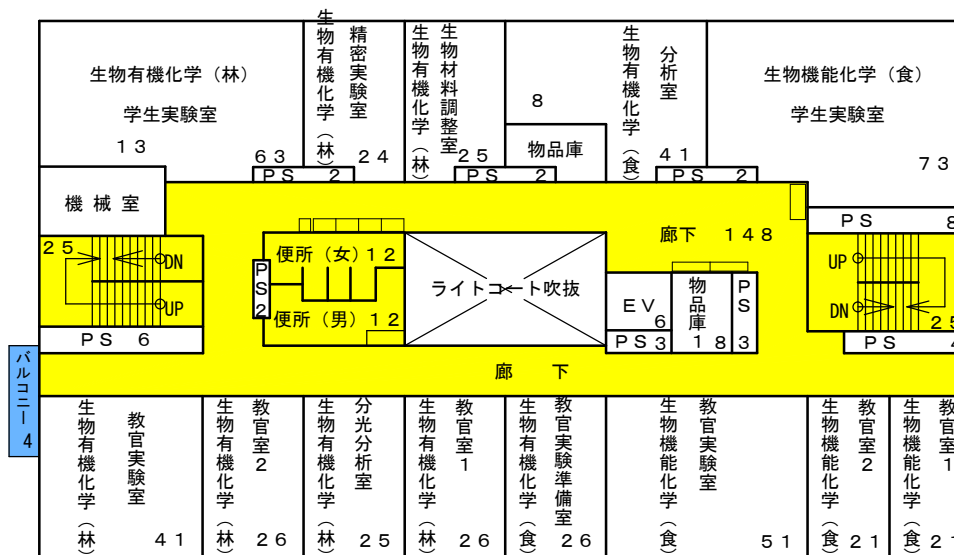 生物有機化学（林）
学生実験室
１３
６３
生物有機化学（林）
精密実験室
２４
生物有機化学（林）
生物材料調整室
２５
８
物品庫
生物有機化学（食）
分析室
４１
生物機能化学（食）
学生実験室
７３
ＰＳ ２
ＰＳ ２
ＰＳ ２
機械室
２５
DN
UP
ＰＳ ６
ＰＳ２
便所（女）１２
便所（男）１２
ライトコート吹抜
廊下 １４８
ＥＶ
６
ＰＳ３
物品庫
１８
ＰＳ
３
ＰＳ ８
UP
DN
２５
ＰＳ ４
廊 下
バルコニー ４
生物有機化学（林）
教官実験室
４１
生物有機化学（林）
教官室２
２６
生物有機化学（林）
分光分析室
２５
生物有機化学（林）
教官室１
２６
生物有機化学（食）
教官実験準備室
２６
生物機能化学（食）
教官実験室
５１
生物機能化学（食）
教官室２
２１
生物機能化学（食）
教官室１
２１